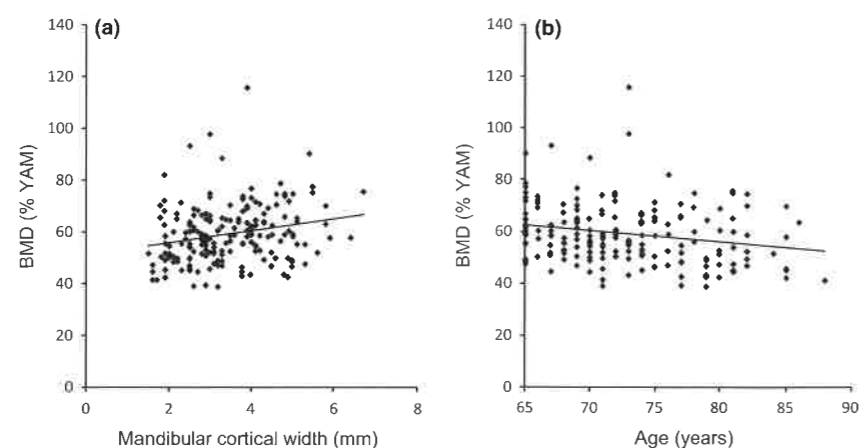 (a)
140
120
100
80
60
40
20
0
BMD (% YAM)
0 2 4 6 8
Mandibular cortical width (mm)
(b)
140
120
100
80
60
40
20
0
BMD (% YAM)
65 70 75 80 85 90
Age (years)